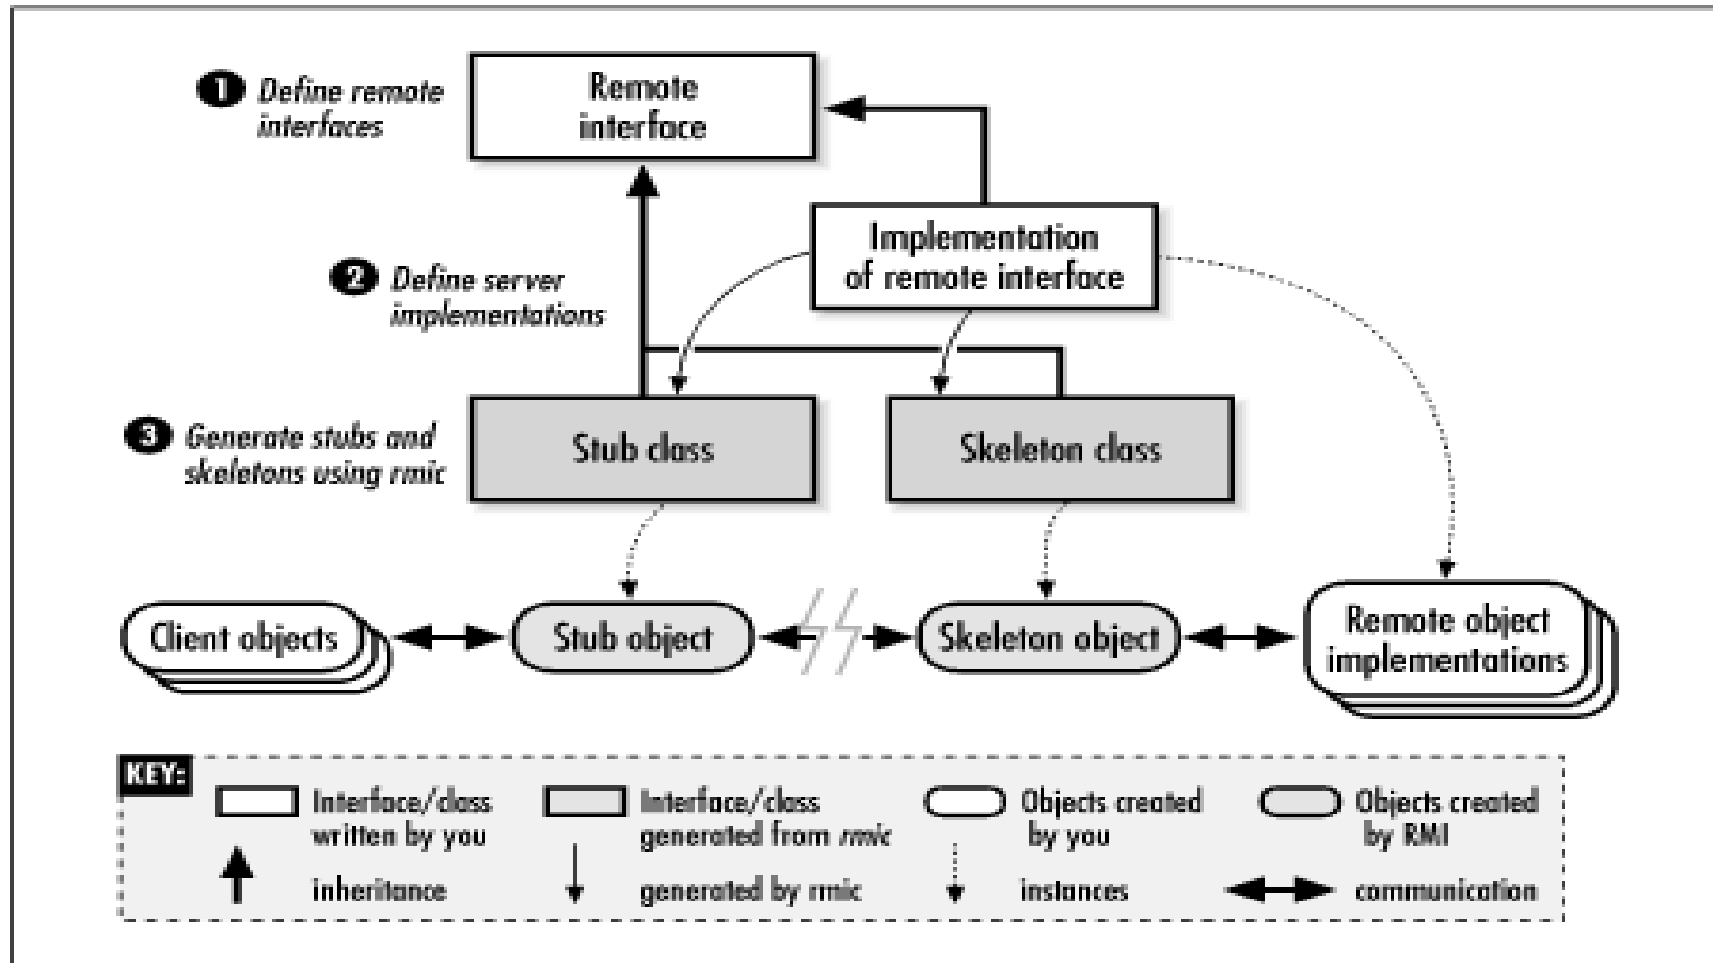 1 Define remote
interfaces
Remote
interface
Implementation
of remote interface
2 Define server
implementations
3 Generate stubs and
skeletons using rmic
Stub class
Skeleton class
Client objects
Stub object
Skeleton object
Remote object
implementations
KEY:
Interface/class
written by you
Interface/class
generated from rmic
Objects created
by you
Objects created
by RMI
inheritance
generated by rmic
instances
communication